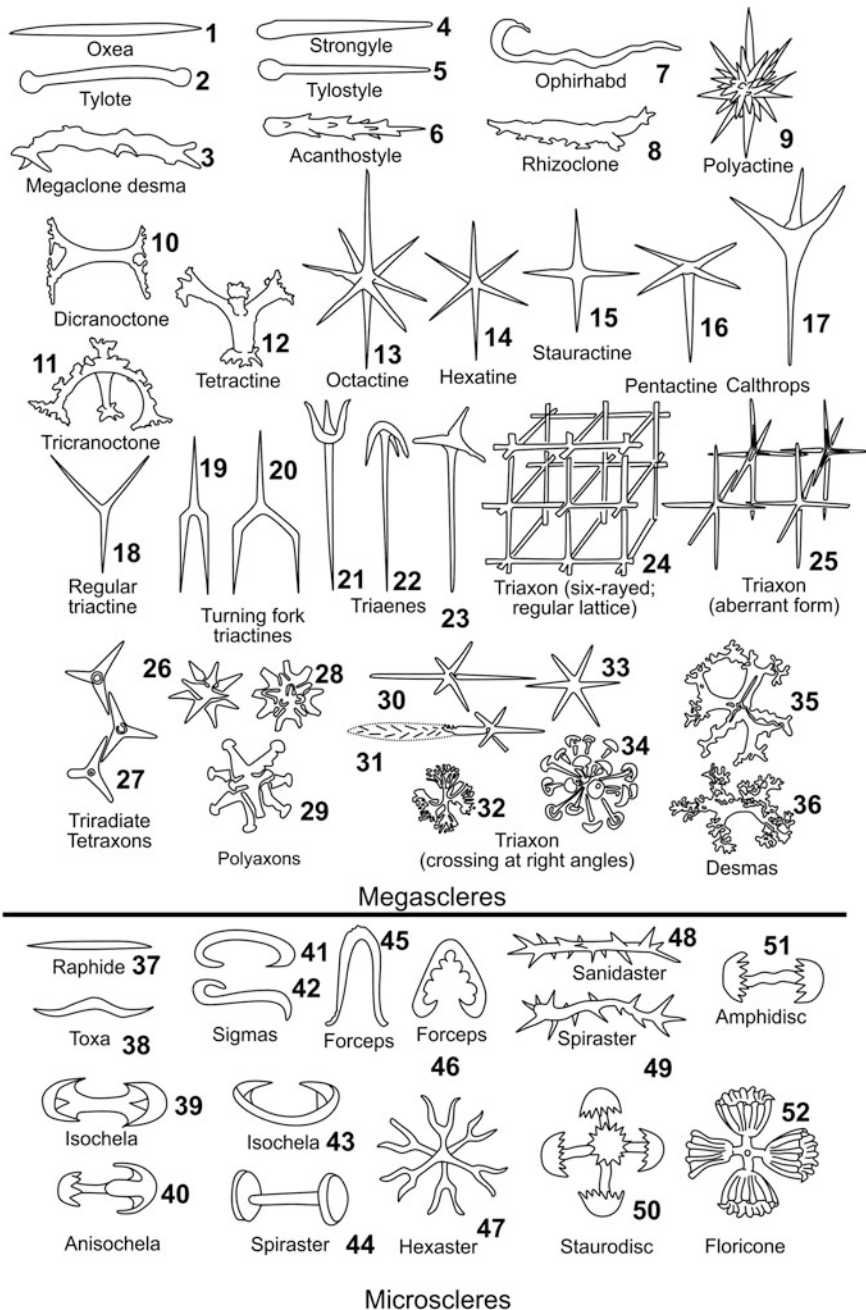 1
Oxea
4
Strongyle
2
Tylote
5
Tylostyle
7
Ophirhabd
9
Polyactine
3
Megaclone desma
6
Acanthostyle
8
Rhizoclone
10
Dicranoctone
12
Tetractine
13
Octactine
14
Hexatine
15
Stauractine
16
Pentactine
17
Calthrops
11
Tricranoctone
18
Regular
triactine
19
20
Turning fork
triactines
21
22
Triaenes
23
24
Triaxon (six-rayed;
regular lattice)
25
Triaxon
(aberrant form)
26
28
27
Triradiate
Tetraxons
29
Polyaxons
30
33
31
34
32
Triaxon
(crossing at right angles)
35
36
Desmas
Megascleres
Raphide 37
41
42
Sigmas
45
Forceps
Forceps
46
48
Sanidaster
Spiraster
49
51
Amphidisc
Toxa 38
39
Isochela
Isochela 43
40
Anisochela
Spiraster 44
47
Hexaster
50
Staurodisc
52
Floricone
Microscleres